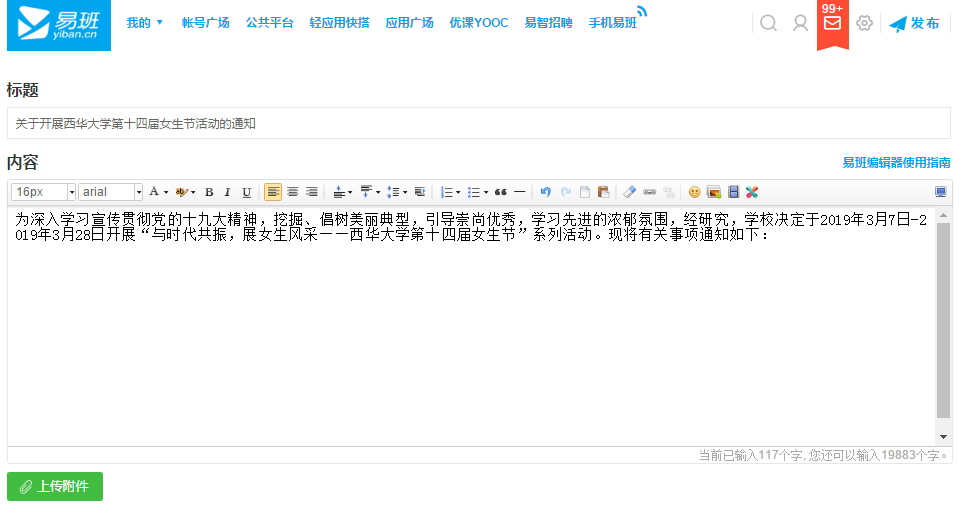 易班
yiban.cn
我的 帐号广场 公共平台 轻应用快搭 应用广场 优课YOOC 易智招聘 手机易班 99+ 发布
标题
关于开展西华大学第十四届女生节活动的通知
内容 易班编辑器使用指南
16px arial A ab B I U
为深入学习宣传贯彻党的十九大精神，挖掘、倡树美丽典型，引导崇尚优秀，学习先进的浓郁氛围，经研究，学校决定于2019年3月7日-2
019年3月28日开展“与时代共振，展女生风采——西华大学第十四届女生节”系列活动。现将有关事项通知如下：
当前已输入117个字, 您还可以输入19883个字。
上传附件